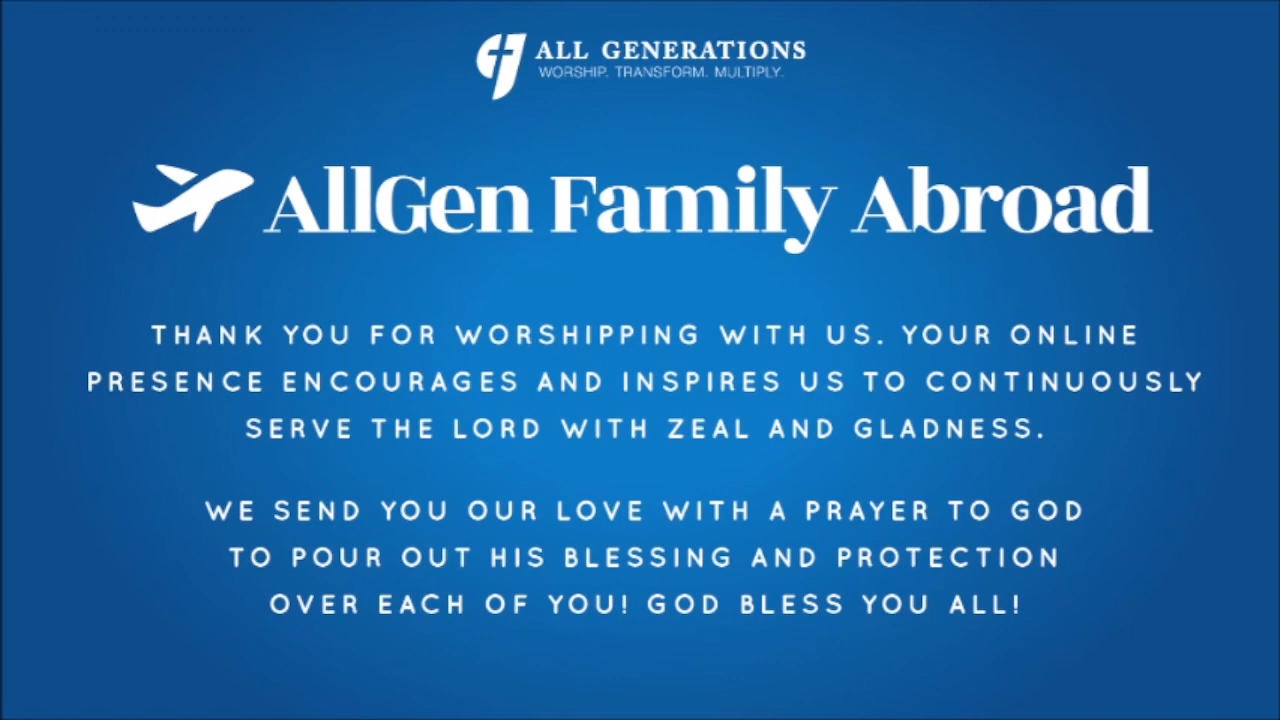 ALL GENERATIONS
WORSHIP. TRANSFORM. MULTIPLY.
AllGen Family Abroad
THANK YOU FOR WORSHIPPING WITH US. YOUR ONLINE
PRESENCE ENCOURAGES AND INSPIRES US TO CONTINUOUSLY
SERVE THE LORD WITH ZEAL AND GLADNESS.
WE SEND YOU OUR LOVE WITH A PRAYER TO GOD
TO POUR OUT HIS BLESSING AND PROTECTION
OVER EACH OF YOU! GOD BLESS YOU ALL!